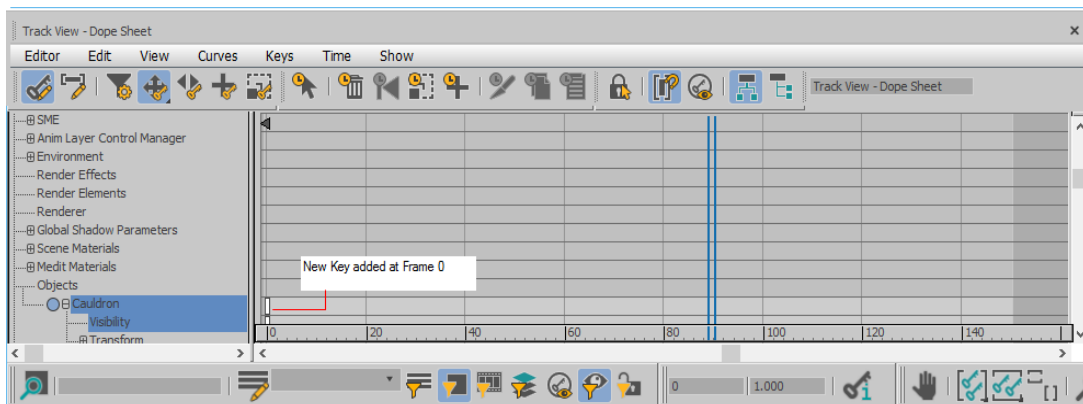 Track View - Dope Sheet
Editor Edit View Curves Keys Time Show
Track View - Dope Sheet
SME
Anim Layer Control Manager
Environment
Render Effects
Render Elements
Renderer
Global Shadow Parameters
Scene Materials
Medit Materials
New Key added at Frame 0
Objects
Cauldron
Visibility
0 20 40 60 80 100 120 140
Transform
0 1.000